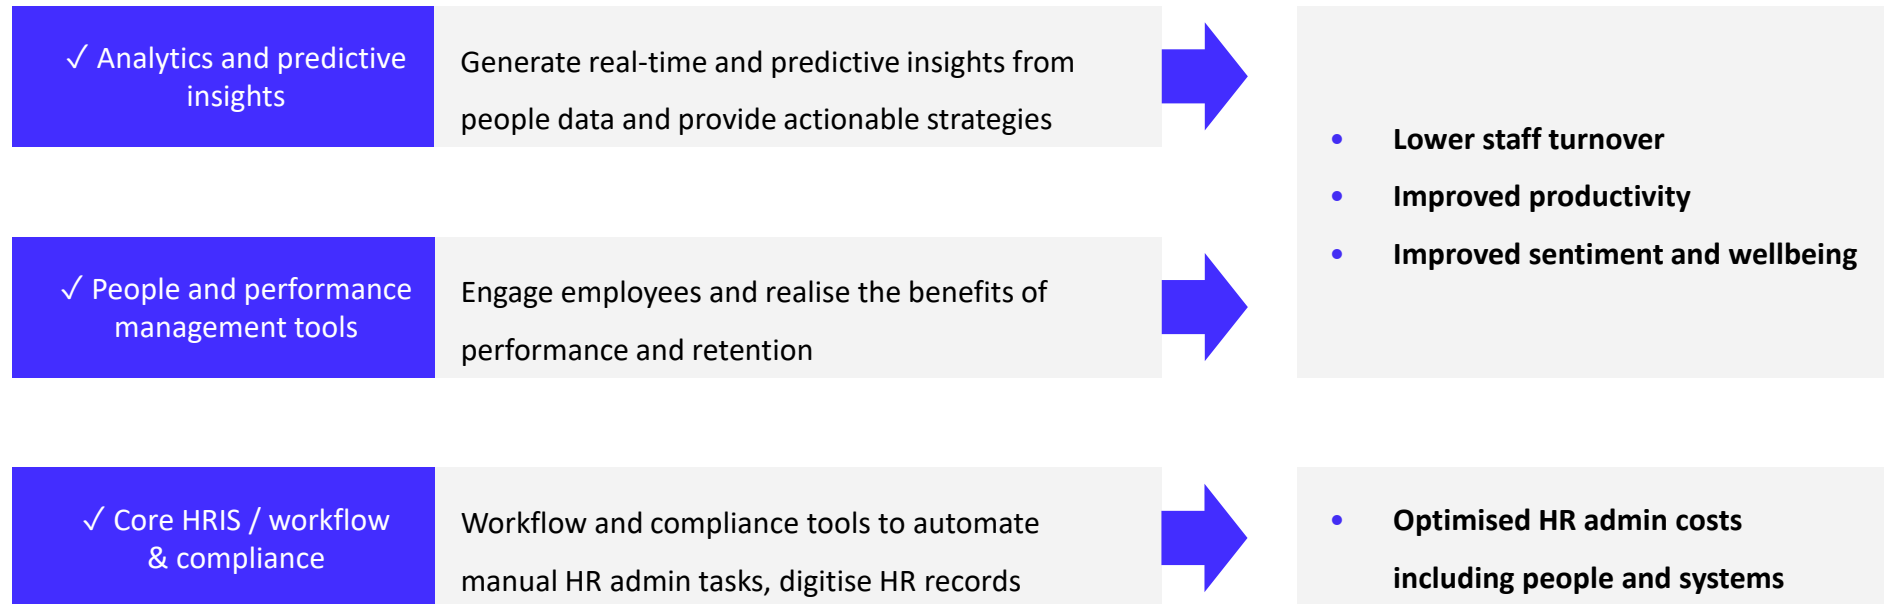 ✓ Analytics and predictive
insights
Generate real-time and predictive insights from
people data and provide actionable strategies
• Lower staff turnover
• Improved productivity
• Improved sentiment and wellbeing
✓ People and performance
management tools
Engage employees and realise the benefits of
performance and retention
✓ Core HRIS / workflow
& compliance
Workflow and compliance tools to automate
manual HR admin tasks, digitise HR records
• Optimised HR admin costs
including people and systems